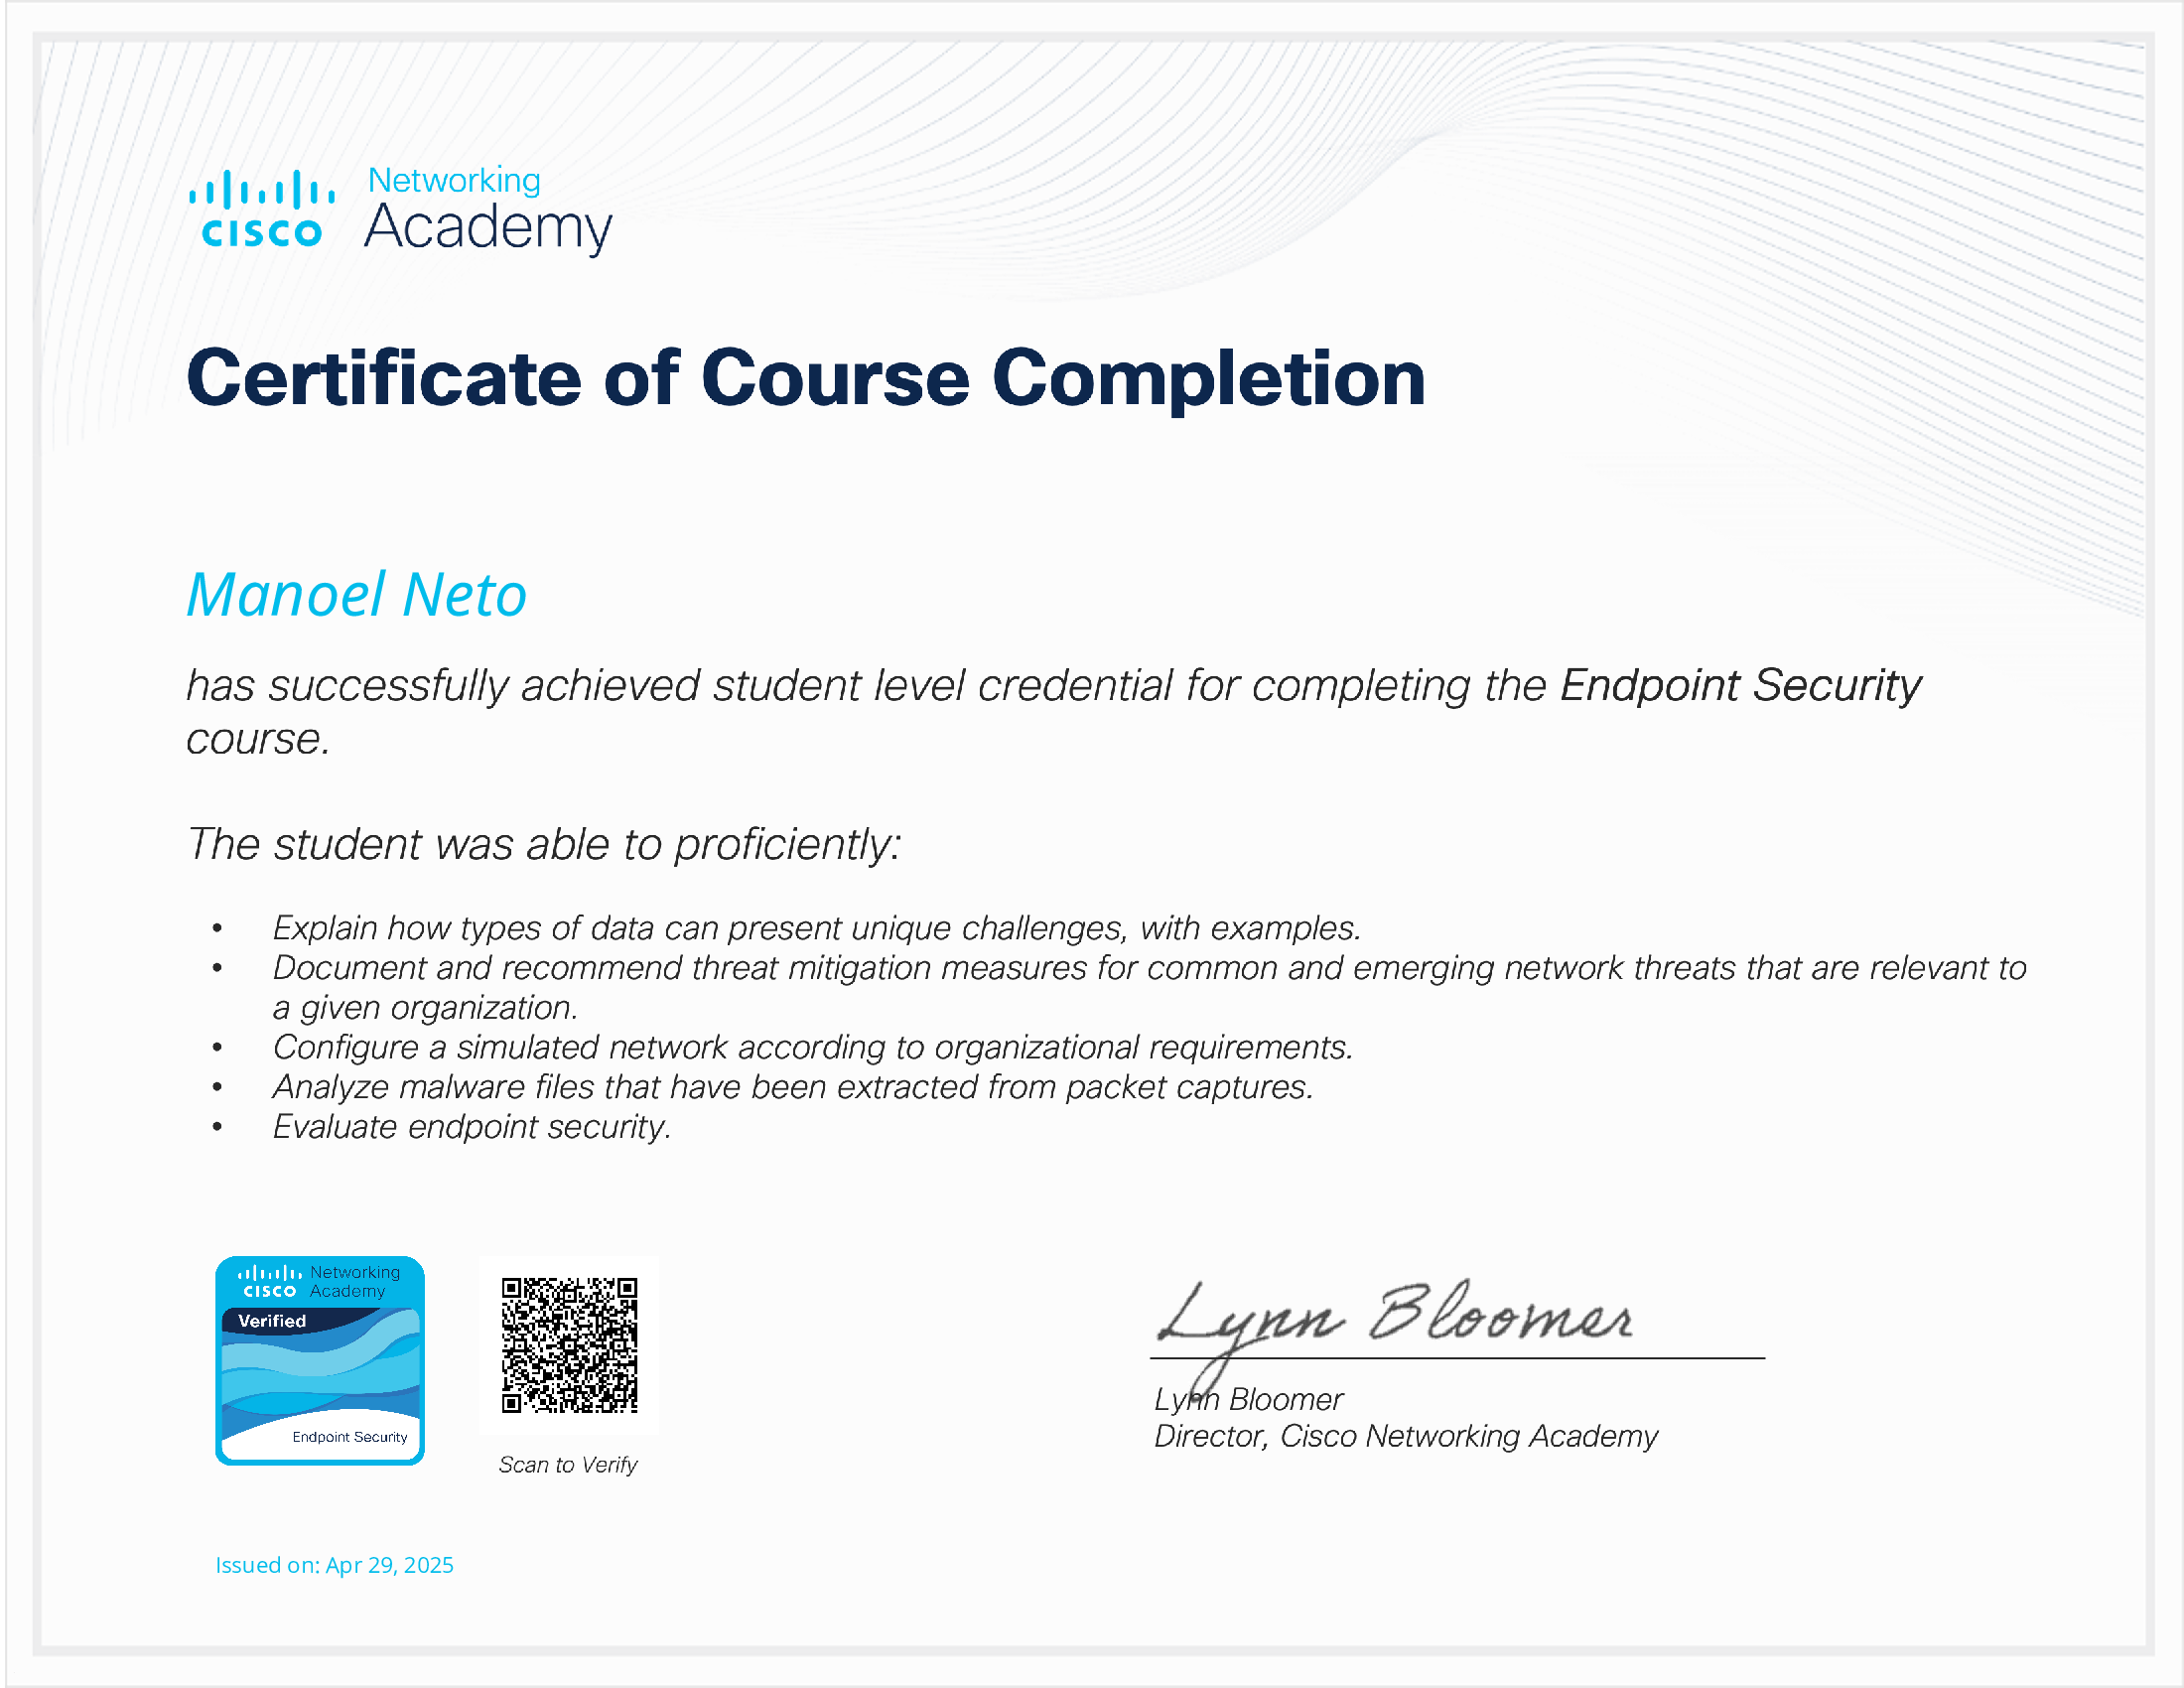 Networking
CISCO Academy
Certificate of Course Completion
Manoel Neto
has successfully achieved student level credential for completing the Endpoint Security
course.
The student was able to proficiently:
• Explain how types of data can present unique challenges, with examples.
• Document and recommend threat mitigation measures for common and emerging network threats that are relevant to
a given organization.
• Configure a simulated network according to organizational requirements.
• Analyze malware files that have been extracted from packet captures.
• Evaluate endpoint security.
Networking
CISCO Academy
Verified
Endpoint Security
Scan to Verify
Lynn Bloomer
Lynn Bloomer
Director, Cisco Networking Academy
Issued on: Apr 29, 2025